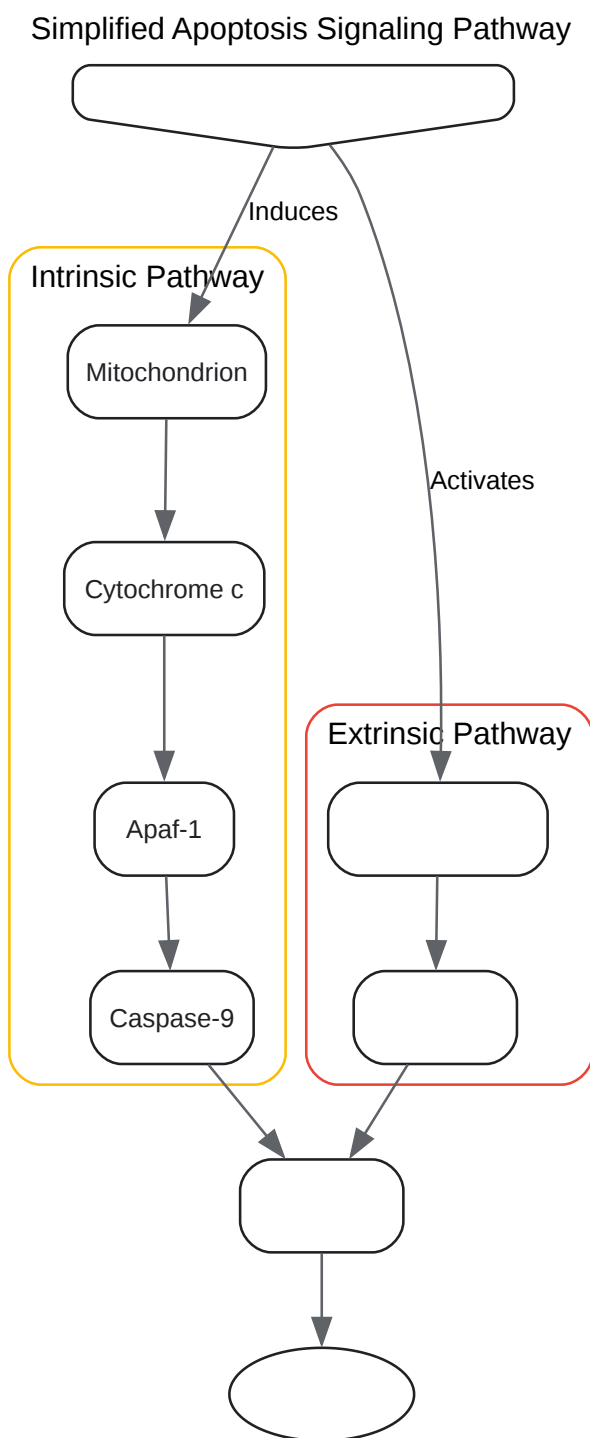 Simplified Apoptosis Signaling Pathway
Induces
Intrinsic Pathway
Mitochondrion
Activates
Cytochrome c
Extrinsic Pathway
Apaf-1
Caspase-9